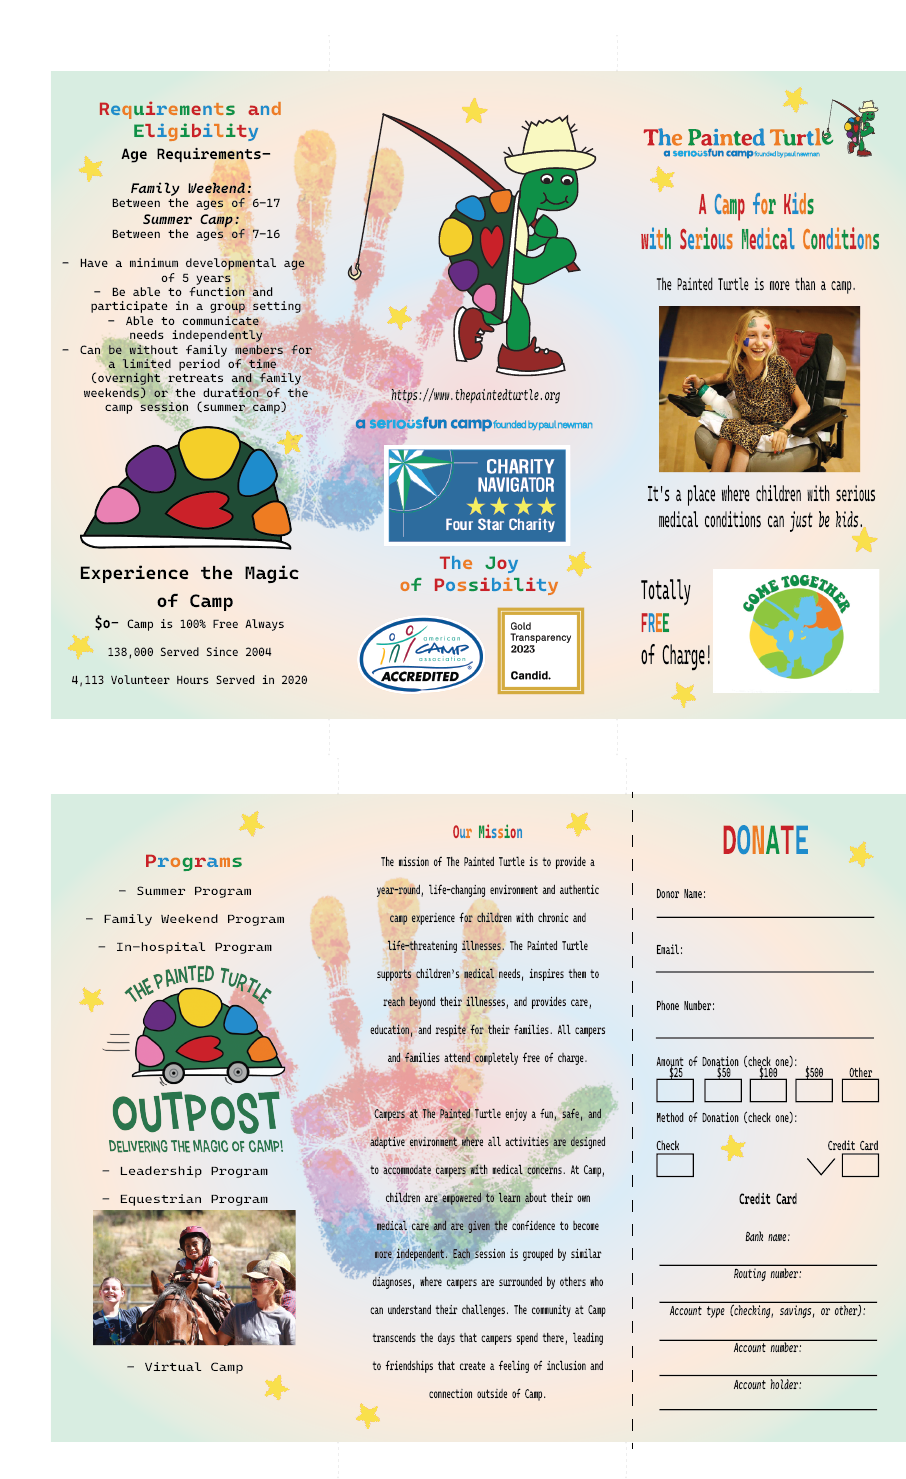 Requirements and
Eligibility
Age Requirements-
Family Weekend:
Between the ages of 6-17
Summer Camp:
Between the ages of 7-16
- Have a minimum developmental age
of 5 years
- Be able to function and
participate in a group setting
- Able to communicate
needs independently
- Can be without family members for
a limited period of time
(overnight retreats and family
weekends) or the duration of the
camp session (summer camp)
Experience the Magic
of Camp
$0- Camp is 100% Free Always
138,000 Served Since 2004
4,113 Volunteer Hours Served in 2020
https://www.thepaintedturtle.org
a seriöusfun camp founded by paul newman
CHARITY
NAVIGATOR
Four Star Charity
The Joy
of Possibility
american
CAMP
association
ACCREDITED
Gold
Transparency
2023
Candid.
The Painted Turtle
a seriöusfun camp founded by paul newman
A Camp for Kids
with Serious Medical Conditions
The Painted Turtle is more than a camp.
It's a place where children with serious
medical conditions can just be kids.
Totally
FREE
of Charge!
COME TOGETHER
Programs
- Summer Program
- Family Weekend Program
- In-hospital Program
THE PAINTED TURTLE
OUTPOST
DELIVERING THE MAGIC OF CAMP!
- Leadership Program
- Equestrian Program
- Virtual Camp
Our Mission
The mission of The Painted Turtle is to provide a
year-round, life-changing environment and authentic
camp experience for children with chronic and
life-threatening illnesses. The Painted Turtle
supports children's medical needs, inspires them to
reach beyond their illnesses, and provides care,
education, and respite for their families. All campers
and families attend completely free of charge.
Campers at The Painted Turtle enjoy a fun, safe, and
adaptive environment where all activities are designed
to accommodate campers with medical concerns. At Camp,
children are empowered to learn about their own
medical care and are given the confidence to become
more independent. Each session is grouped by similar
diagnoses, where campers are surrounded by others who
can understand their challenges. The community at Camp
transcends the days that campers spend there, leading
to friendships that create a feeling of inclusion and
connection outside of Camp.
DONATE
Donor Name:
Email:
Phone Number:
Amount of Donation (check one):
$25 $50 $100 $500 Other
Method of Donation (check one):
Check Credit Card
Credit Card
Bank name:
Routing number:
Account type (checking, savings, or other):
Account number:
Account holder: